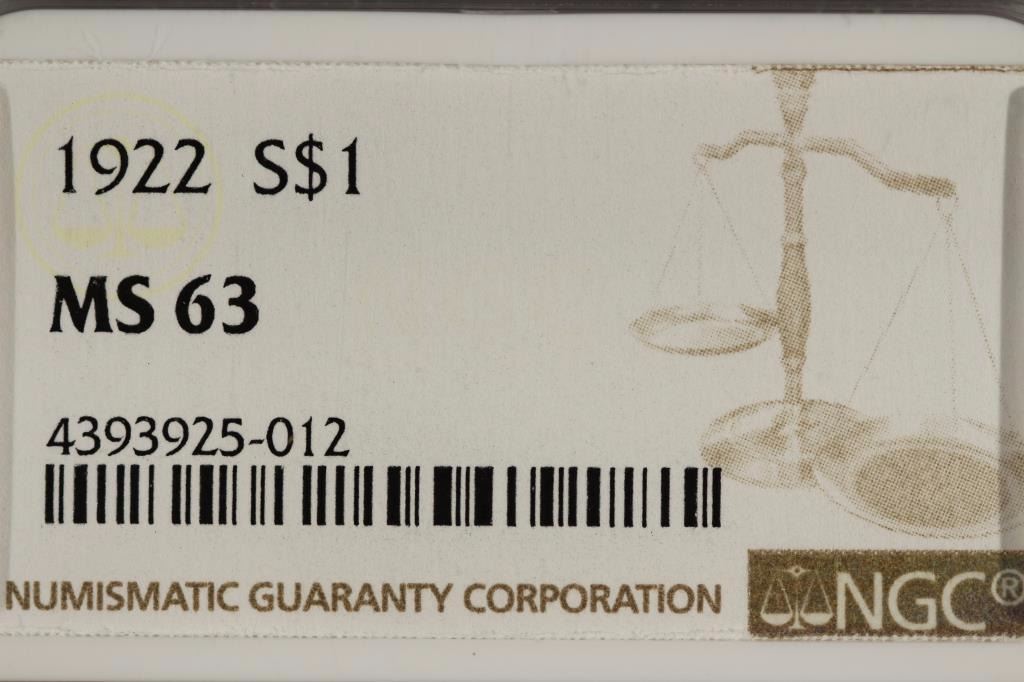 1922 S$1
MS 63
4393925-012
NUMISMATIC GUARANTY CORPORATION
NGC®